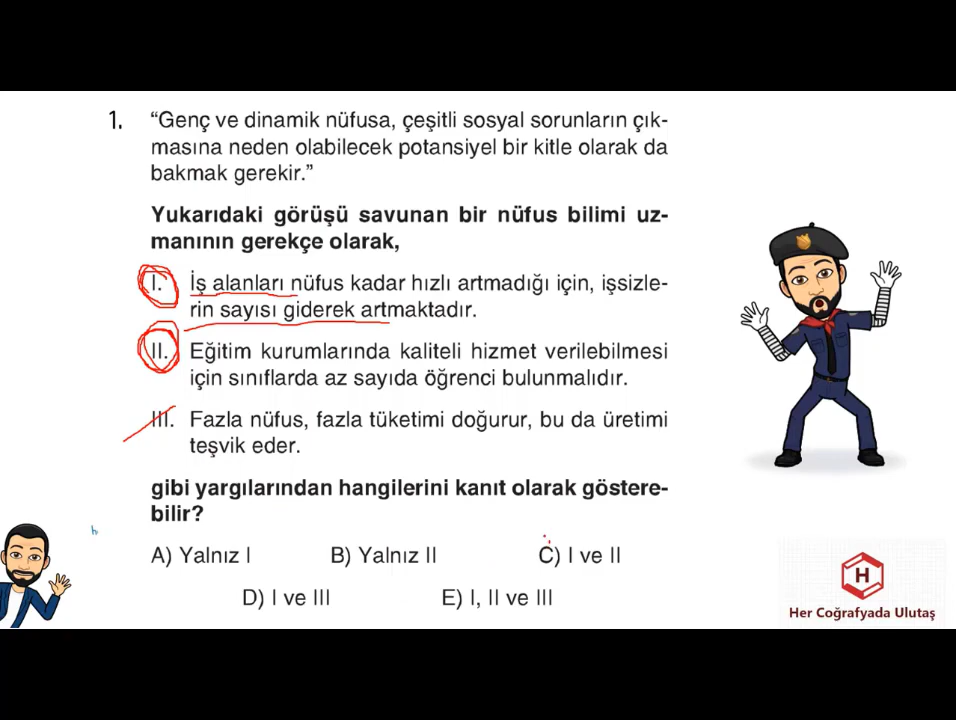 1. “Genç ve dinamik nüfusa, çeşitli sosyal sorunların çık-
masına neden olabilecek potansiyel bir kitle olarak da
bakmak gerekir.”
Yukarıdaki görüşü savunan bir nüfus bilimi uz-
manının gerekçe olarak,
I. İş alanları nüfus kadar hızlı artmadığı için, işsizle-
rin sayısı giderek artmaktadır.
II. Eğitim kurumlarında kaliteli hizmet verilebilmesi
için sınıflarda az sayıda öğrenci bulunmalıdır.
III. Fazla nüfus, fazla tüketimi doğurur, bu da üretimi
teşvik eder.
gibi yargılarından hangilerini kanıt olarak göstere-
bilir?
A) Yalnız I B) Yalnız II C) I ve II
D) I ve III E) I, II ve III
H
Her Coğrafyada Ulutaş